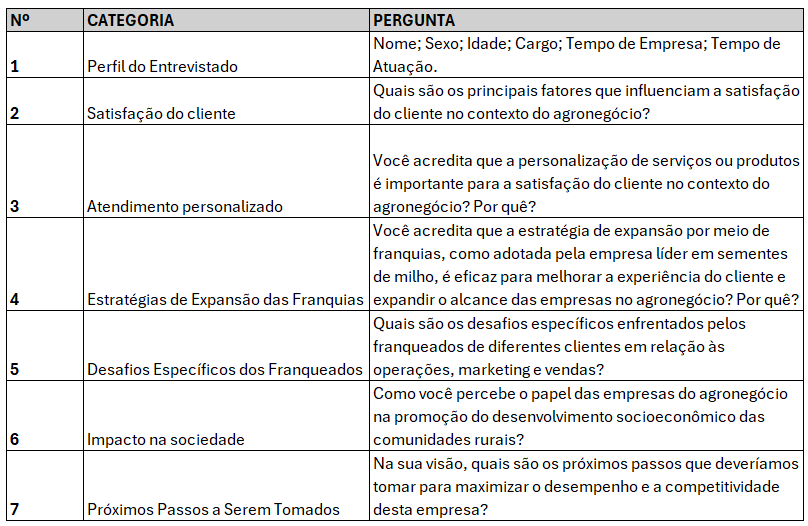 Nº CATEGORIA PERGUNTA
Nome; Sexo; Idade; Cargo; Tempo de Empresa; Tempo de
1 Perfil do Entrevistado Atuação.
Quais são os principais fatores que influenciam a satisfação
2 Satisfação do cliente do cliente no contexto do agronegócio?
Você acredita que a personalização de serviços ou produtos
é importante para a satisfação do cliente no contexto do
3 Atendimento personalizado agronegócio? Por quê?
Você acredita que a estratégia de expansão por meio de
franquias, como adotada pela empresa líder em sementes
de milho, é eficaz para melhorar a experiência do cliente e
4 Estratégias de Expansão das Franquias expandir o alcance das empresas no agronegócio? Por quê?
Quais são os desafios específicos enfrentados pelos
franqueados de diferentes clientes em relação às
5 Desafios Específicos dos Franqueados operações, marketing e vendas?
Como você percebe o papel das empresas do agronegócio
na promoção do desenvolvimento socioeconômico das
6 Impacto na sociedade comunidades rurais?
Na sua visão, quais são os próximos passos que deveríamos
tomar para maximizar o desempenho e a competitividade
7 Próximos Passos a Serem Tomados desta empresa?